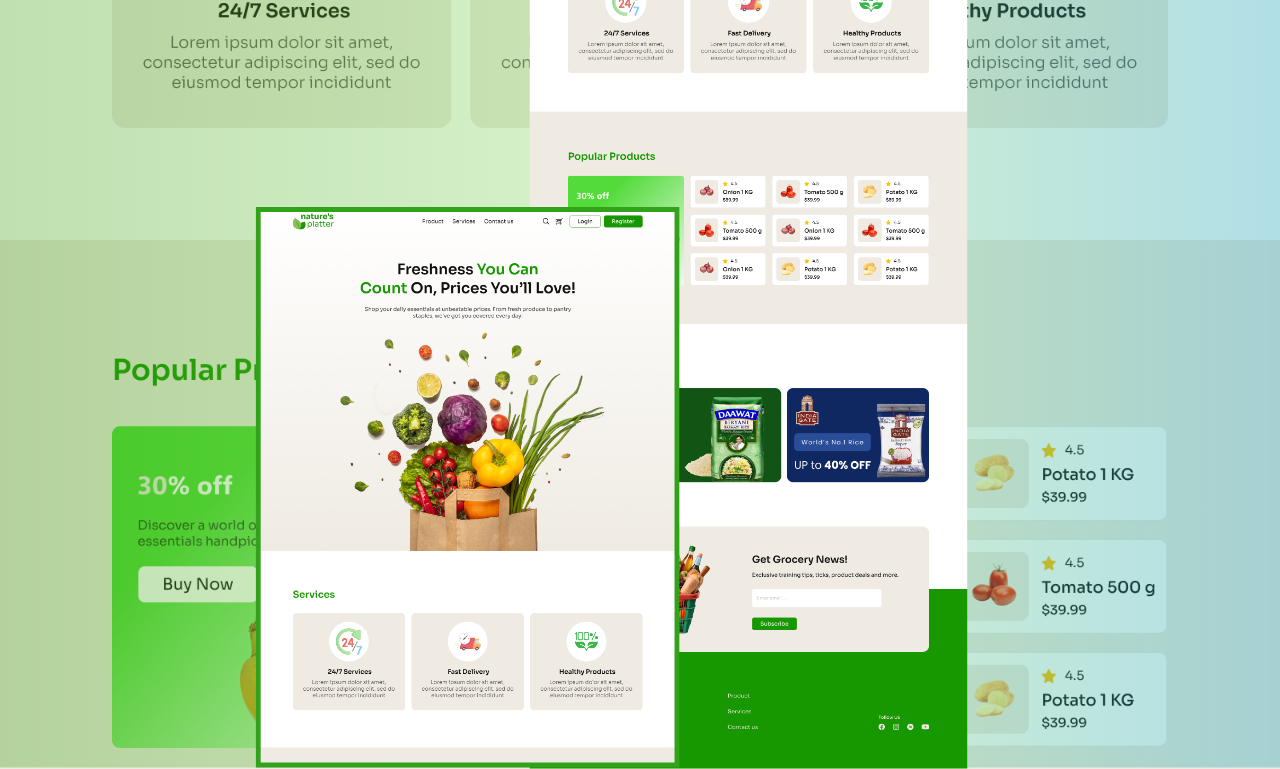 24/7 Services
Lorem ipsum dolor sit amet,
consectetur adipiscing elit, sed do
eiusmod tempor incididunt
con
24/7 Services
Lorem ipsum dolor sit amet,
consectetur adipiscing elit, sed do
eiusmod tempor incididunt
Fast Delivery
Lorem ipsum dolor sit amet,
consectetur adipiscing elit, sed do
eiusmod tempor incididunt
Healthy Products
Lorem ipsum dolor sit amet,
consectetur adipiscing elit, sed do
eiusmod tempor incididunt
thy Products
um dolor sit amet,
adipiscing elit, sed do
tempor incididunt
Popular Products
30% off
4.5
Onion 1 KG
$39.99
4.5
Tomato 500 g
$39.99
4.5
Potato 1 KG
$39.99
4.5
Tomato 500 g
$39.99
4.5
Onion 1 KG
$39.99
4.5
Tomato 500 g
$39.99
4.5
Onion 1 KG
$39.99
4.5
Potato 1 KG
$39.99
4.5
Potato 1 KG
$39.99
nature's
platter
Product
Services
Contact us
Login
Register
Freshness You Can
Count On, Prices You'll Love!
Shop your daily essentials at unbeatable prices. From fresh produce to pantry
staples, we've got you covered every day.
Services
24/7
24/7 Services
Lorem ipsum dolor sit amet,
consectetur adipiscing elit, sed do
eiusmod tempor incididunt
Fast Delivery
Lorem ipsum dolor sit amet,
consectetur adipiscing elit, sed do
eiusmod tempor incididunt
100%
Healthy Products
Lorem ipsum dolor sit amet,
consectetur adipiscing elit, sed do
eiusmod tempor incididunt
Popular Pr
30% off
Discover a world o
essentials handpic
Buy Now
DAAWAT
BIRYANI
BASMATI RICE
INDIA
GATE
World's No.1 Rice
UP to 40% OFF
INDIA
GATE
Get Grocery News!
Exclusive training tips, ticks, product deals and more.
Subscribe
Product
Services
Contact us
Follow us
4.5
Potato 1 KG
$39.99
4.5
Tomato 500 g
$39.99
4.5
Potato 1 KG
$39.99